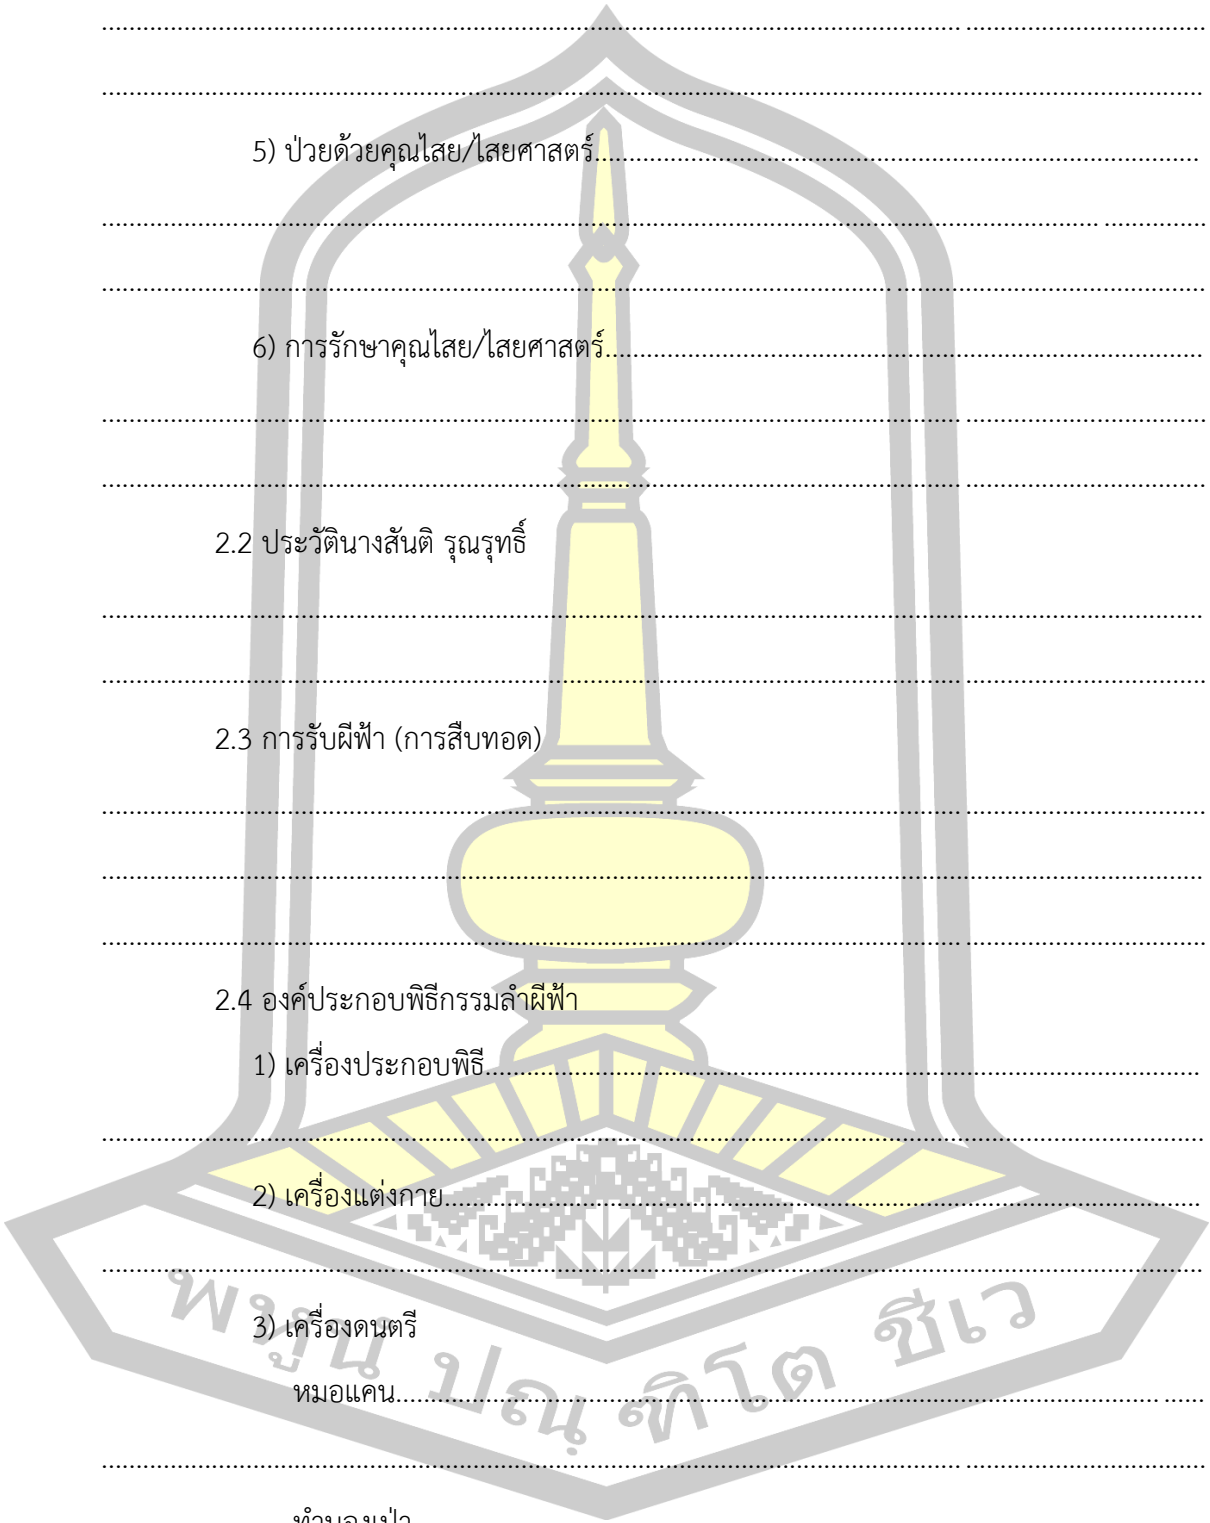 5) ป่วยด้วยคุณไสย/ไสยศาสตร์
6) การรักษาคุณไสย/ไสยศาสตร์
2.2 ประวัตินางสันติ รุณรุทธิ์
2.3 การรับผีฟ้า (การสืบทอด)
2.4 องค์ประกอบพิธีกรรมลำผีฟ้า
1) เครื่องประกอบพิธี
2) เครื่องแต่งกาย
3) เครื่องดนตรี
หมอแคน
พหูนํ ปณฺฑิโต ชีเว